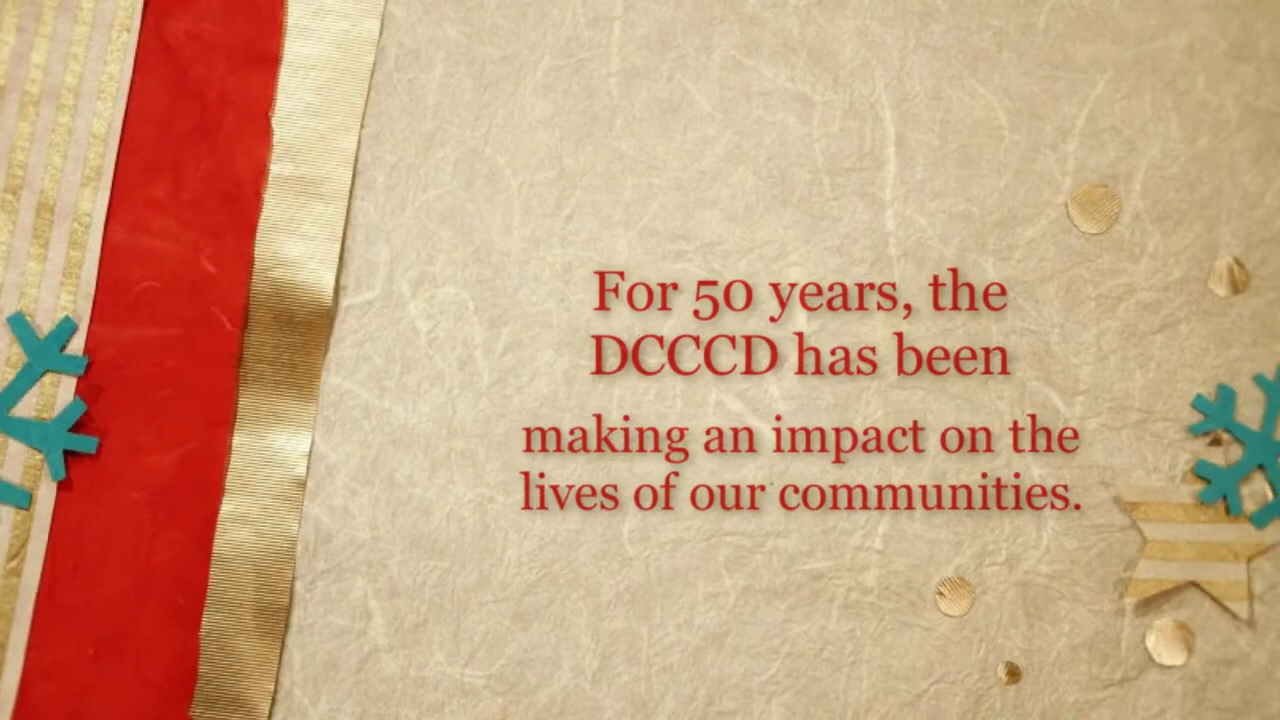 For 50 years, the
DCCCD has been
making an impact on the
lives of our communities.